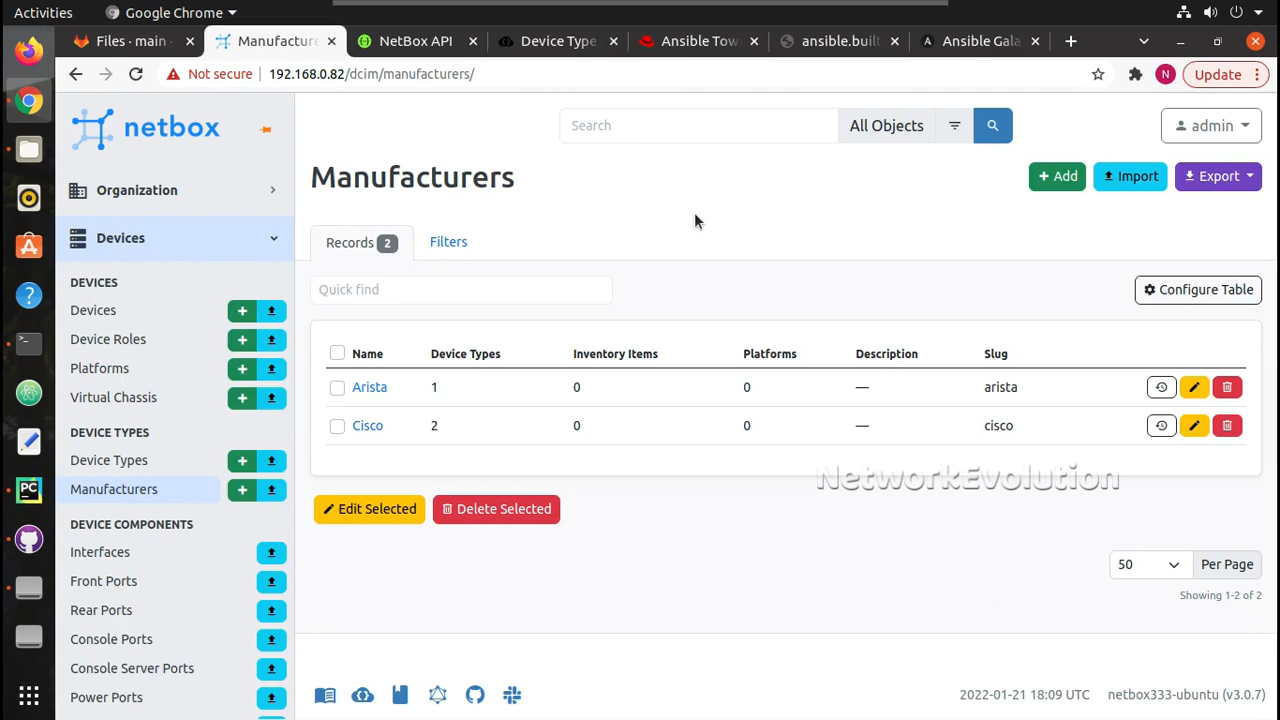 Activities
Google Chrome
Files · main ·
Manufacture
NetBox API
Device Type
Ansible Tow
ansible.built
Ansible Gala
Not secure
192.168.0.82/dcim/manufacturers/
N
Update
netbox
Search
All Objects
admin
Organization
Manufacturers
Add
Import
Export
Devices
Records 2
Filters
DEVICES
Quick find
Configure Table
Devices
Device Roles
Platforms
Virtual Chassis
Name Device Types Inventory Items Platforms Description Slug
Arista 1 0 0 — arista
Cisco 2 0 0 — cisco
DEVICE TYPES
Device Types
Manufacturers
NetworkEvolution
Edit Selected
Delete Selected
DEVICE COMPONENTS
Interfaces
Front Ports
Rear Ports
Console Ports
Console Server Ports
Power Ports
50
Per Page
Showing 1-2 of 2
2022-01-21 18:09 UTC
netbox333-ubuntu (v3.0.7)
PC